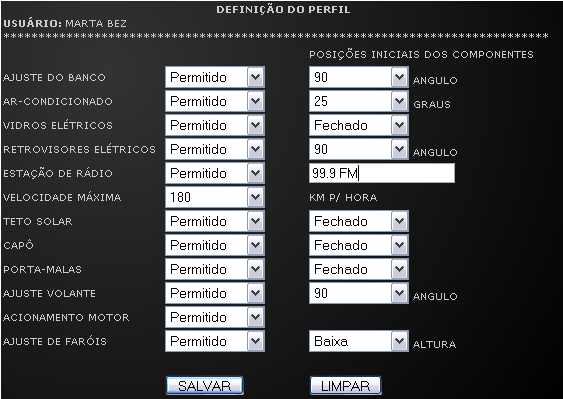 DEFINIÇÃO DO PERFIL
USUÁRIO: MARTA BEZ
******************************************************************************
POSIÇÕES INICIAIS DOS COMPONENTES
AJUSTE DO BANCO Permitido 90 ANGULO
AR-CONDICIONADO Permitido 25 GRAUS
VIDROS ELÉTRICOS Permitido Fechado
RETROVISORES ELÉTRICOS Permitido 90 ANGULO
ESTAÇÃO DE RÁDIO Permitido 99.9 FM
VELOCIDADE MÁXIMA 180 KM P/ HORA
TETO SOLAR Permitido Fechado
CAPÔ Permitido Fechado
PORTA-MALAS Permitido Fechado
AJUSTE VOLANTE Permitido 90 ANGULO
ACIONAMENTO MOTOR Permitido
AJUSTE DE FARÓIS Permitido Baixa ALTURA
SALVAR LIMPAR